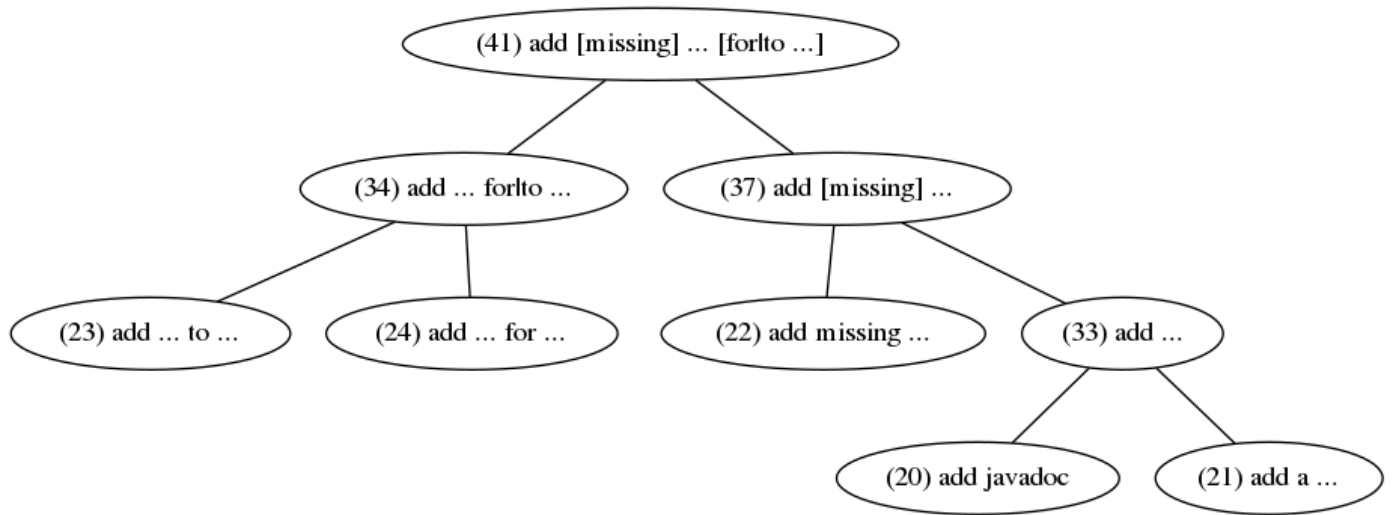 (41) add [missing] ... [for|to ...]
(34) add ... for|to ...
(37) add [missing] ...
(23) add ... to ...
(24) add ... for ...
(22) add missing ...
(33) add ...
(20) add javadoc
(21) add a ...